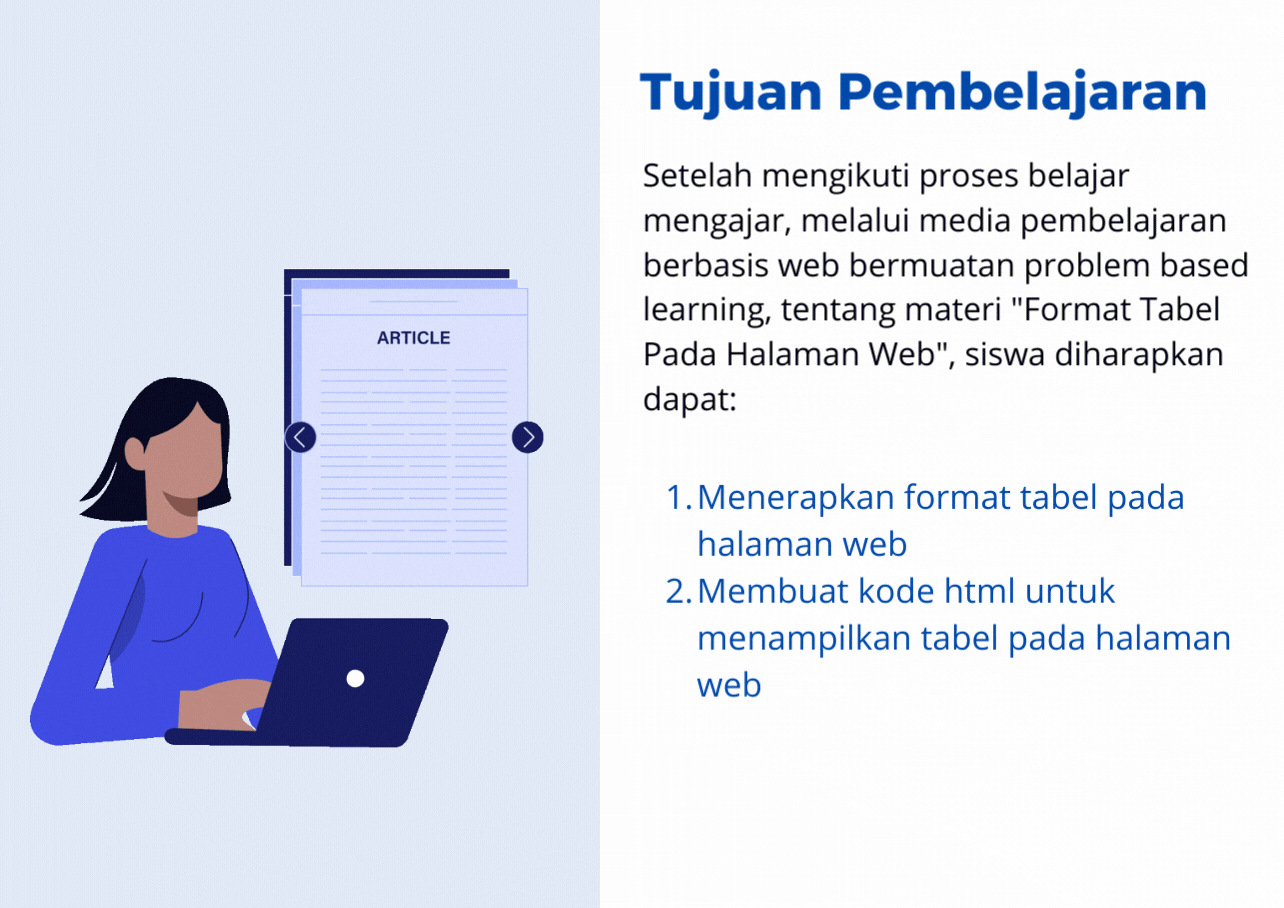 Tujuan Pembelajaran
Setelah mengikuti proses belajar
mengajar, melalui media pembelajaran
berbasis web bermuatan problem based
learning, tentang materi "Format Tabel
Pada Halaman Web", siswa diharapkan
dapat:
1. Menerapkan format tabel pada
halaman web
2. Membuat kode html untuk
menampilkan tabel pada halaman
web
ARTICLE